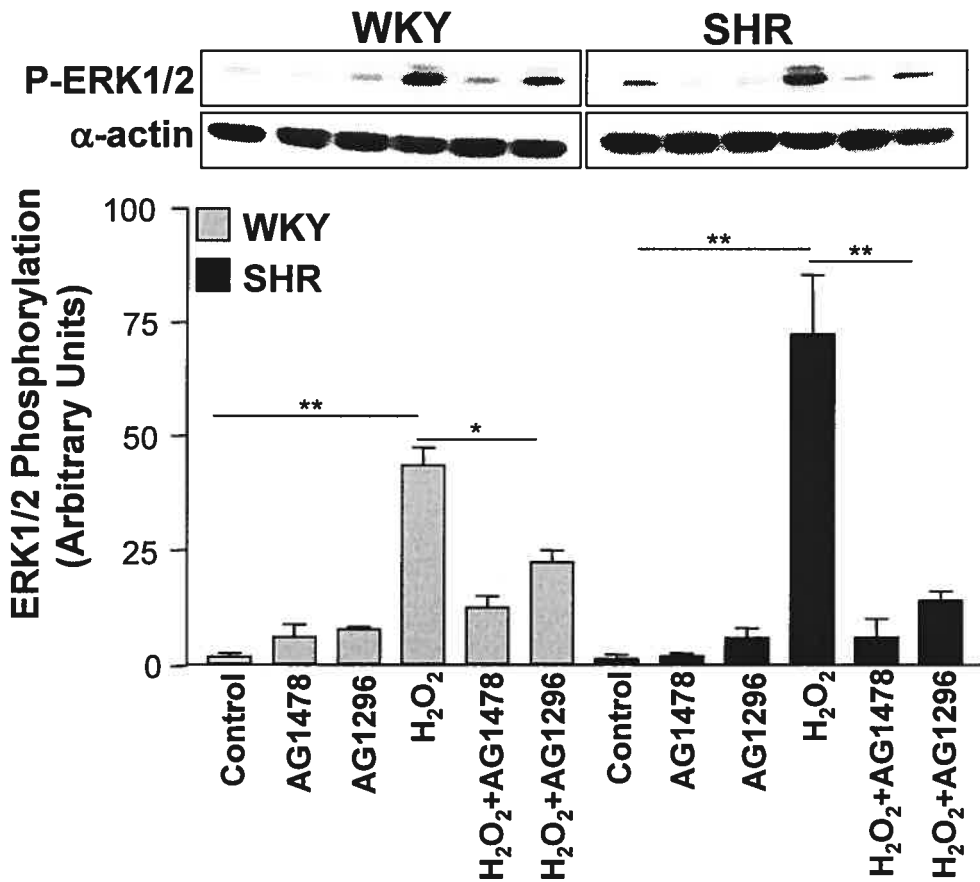 WKY SHR
P-ERK1/2
α-actin
ERK1/2 Phosphorylation
(Arbitrary Units)
100
75
50
25
0
WKY
SHR
**
*
**
**
Control
AG1478
AG1296
H₂O₂
H₂O₂+AG1478
H₂O₂+AG1296
Control
AG1478
AG1296
H₂O₂
H₂O₂+AG1478
H₂O₂+AG1296